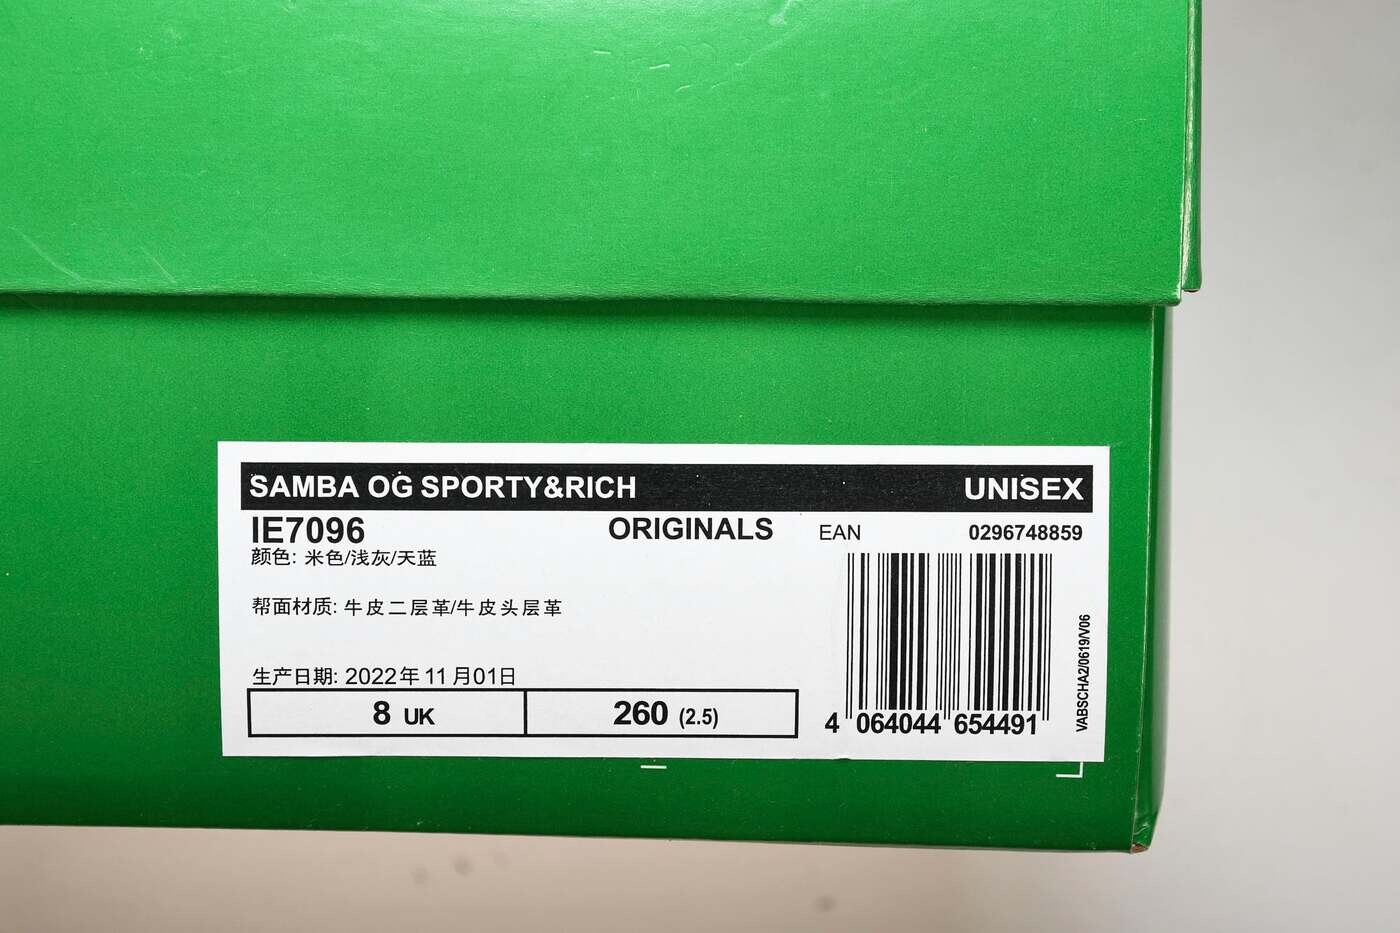 SAMBA OG SPORTY&RICH UNISEX
IE7096 ORIGINALS EAN 0296748859
颜色: 米色/浅灰/天蓝
帮面材质: 牛皮二层革/牛皮头层革
生产日期: 2022年11月01日
8 UK 260 (2.5)
4 064044 654491
VABSCHA2/0619/V06